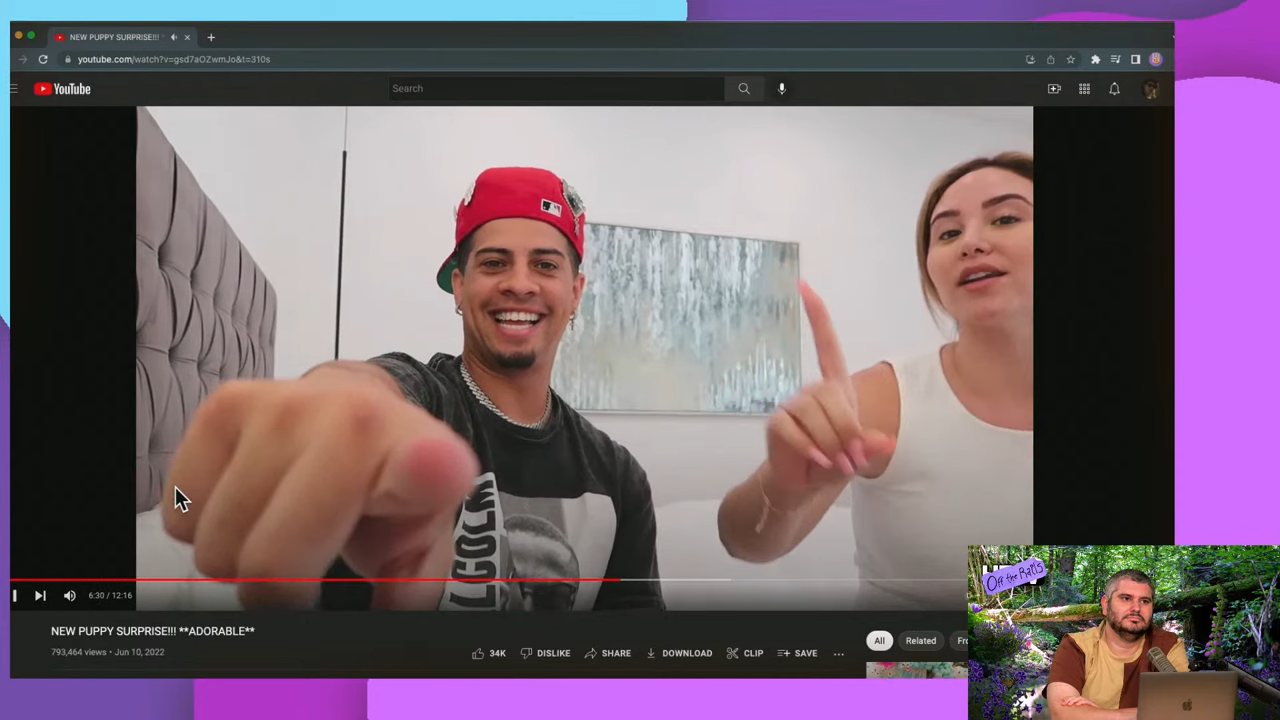 NEW PUPPY SURPRISE!!!
youtube.com/watch?v=gsd7aOZwmJo&t=310s
YouTube
Search
LCOLM
6:30 / 12:16
Off the Rails
NEW PUPPY SURPRISE!!! **ADORABLE**
793,464 views • Jun 10, 2022
34K
DISLIKE
SHARE
DOWNLOAD
CLIP
SAVE
All
Related